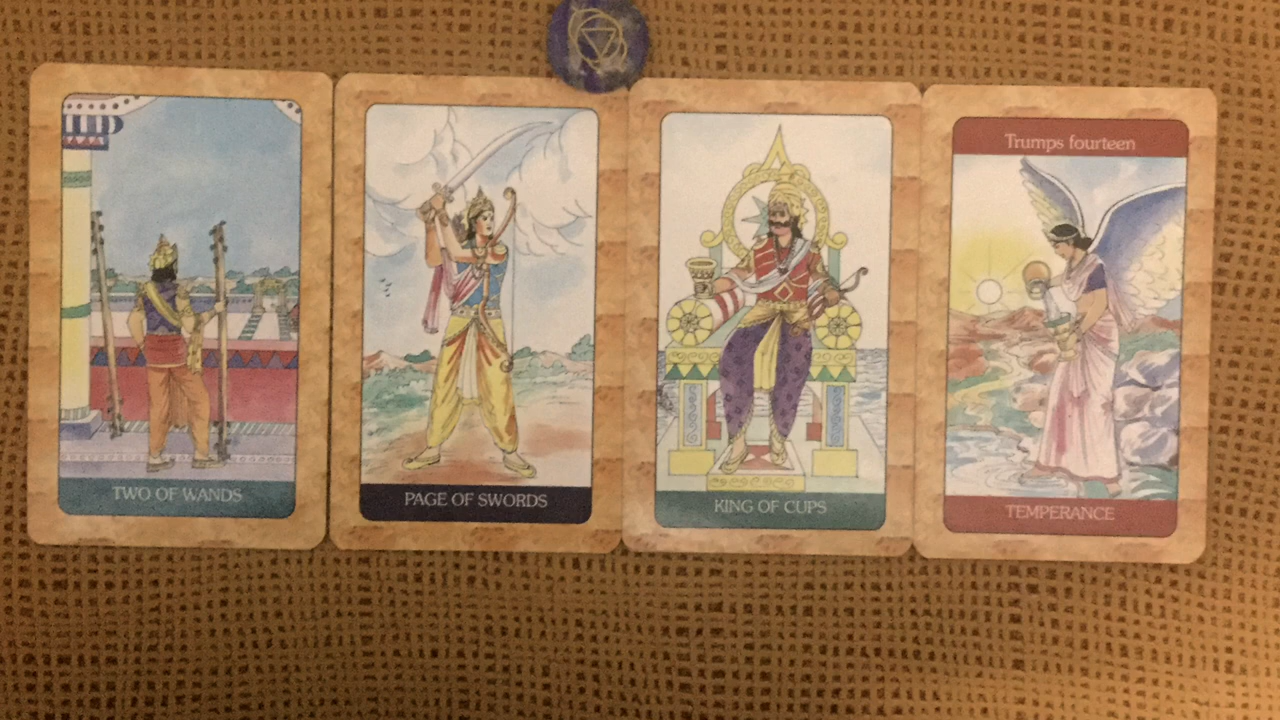 TWO OF WANDS
PAGE OF SWORDS
KING OF CUPS
Trumps fourteen
TEMPERANCE